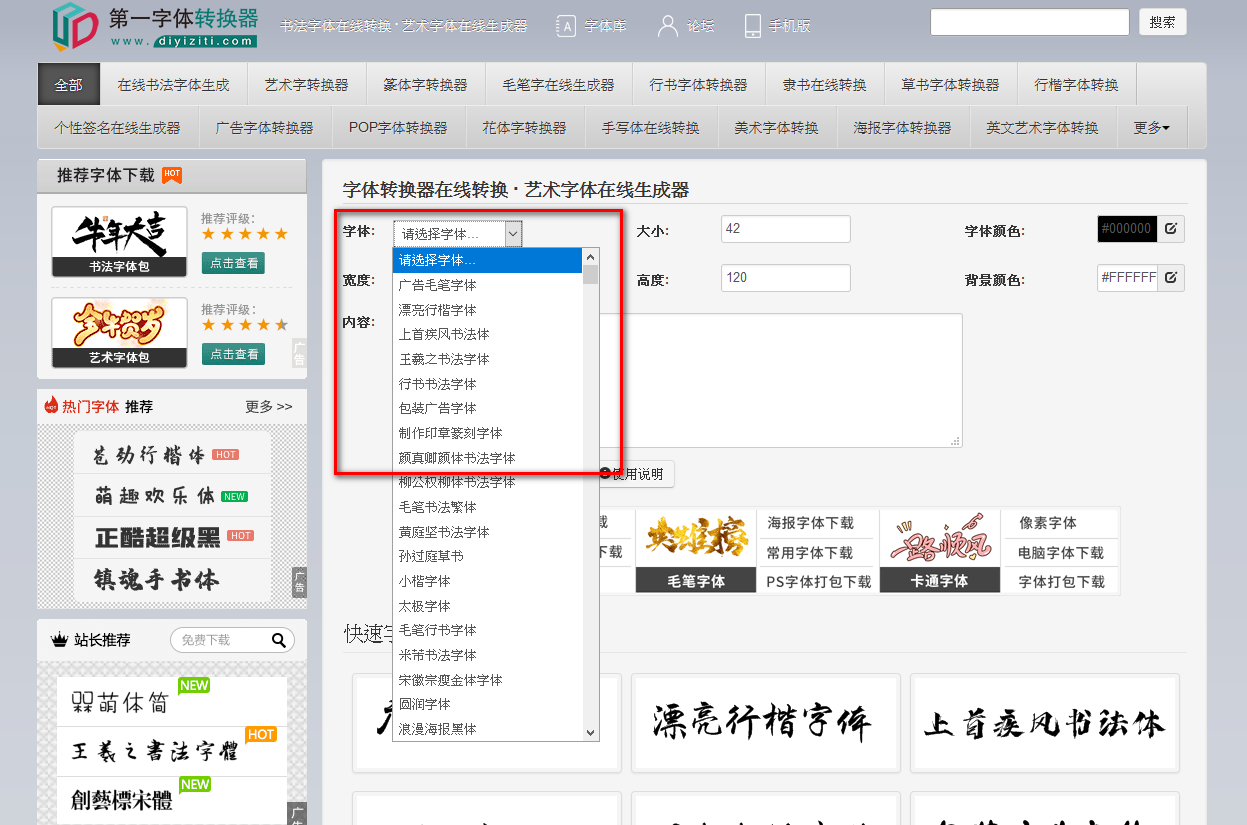 第一字体转换器
www.diyiziti.com
书法字体在线转换·艺术字体在线生成器
字体库
论坛
手机版
搜索
全部 在线书法字体生成 艺术字转换器 篆体字转换器 毛笔字在线生成器 行书字体转换器 隶书在线转换 草书字体转换器 行楷字体转换
个性签名在线生成器 广告字体转换器 POP字体转换器 花体字转换器 手写体在线转换 美术字体转换 海报字体转换器 英文艺术字体转换 更多
推荐字体下载 HOT
牛年大吉
书法字体包
推荐评级：
点击查看
金牛贺岁
艺术字体包
推荐评级：
点击查看
广告
HOT 热门字体 推荐 更多 >>
苍劲行楷体 HOT
萌趣欢乐体 NEW
正酷超级黑 HOT
镇魂手书体
广告
站长推荐 免费下载
萌体简 NEW
王羲之書法字體 HOT
創藝標宋體 NEW
广告
字体转换器在线转换·艺术字体在线生成器
字体: 请选择字体... 大小: 42 字体颜色: #000000
宽度: 高度: 120 背景颜色: #FFFFFF
内容:
请选择字体...
广告毛笔字体
漂亮行楷字体
上首疾风书法体
王羲之书法字体
行书书法字体
包装广告字体
制作印章篆刻字体
颜真卿颜体书法字体
柳公权柳体书法字体
毛笔书法繁体
黄庭坚书法字体
孙过庭草书
小楷字体
太极字体
毛笔行书字体
米芾书法字体
宋徽宗瘦金体字体
圆润字体
浪漫海报黑体
使用说明
载
下载
英雄榜
毛笔字体
海报字体下载
常用字体下载
PS字体打包下载
一路顺风
卡通字体
像素字体
电脑字体下载
字体打包下载
快速字
漂亮行楷字体
上首疾风书法体